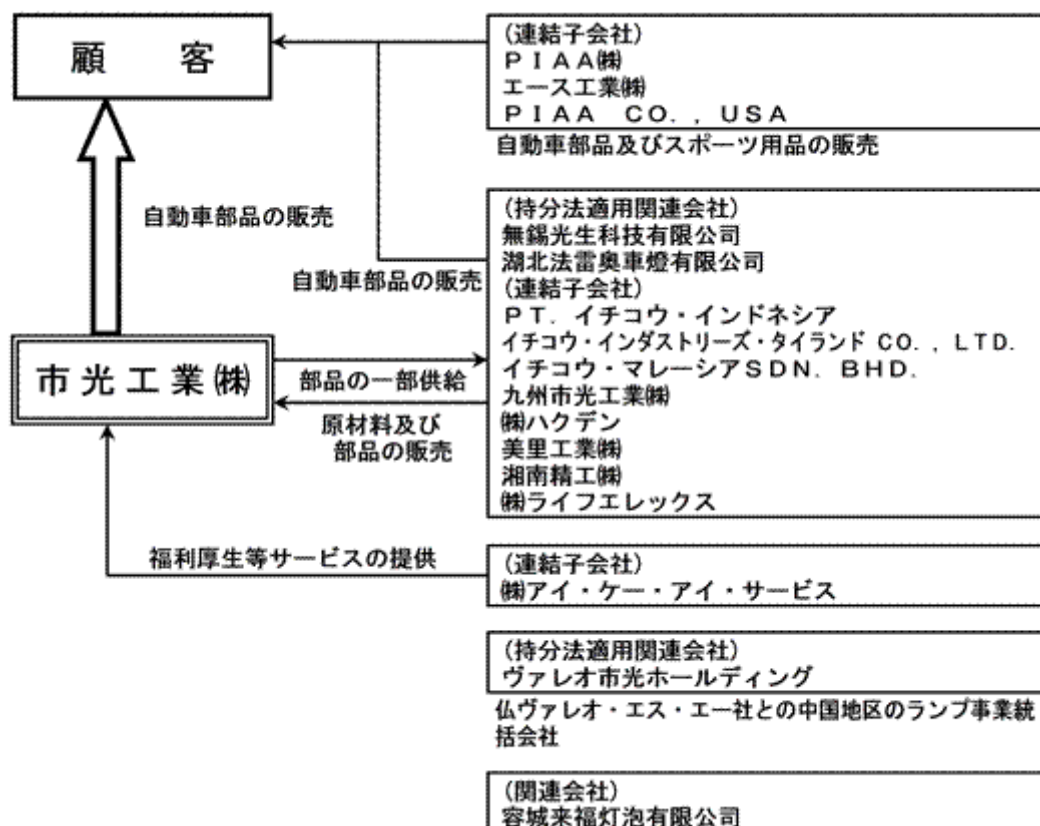 顧　客
(連結子会社)
ＰＩＡＡ㈱
エース工業㈱
ＰＩＡＡ　ＣＯ．，ＵＳＡ
自動車部品及びスポーツ用品の販売
自動車部品の販売
自動車部品の販売
(持分法適用関連会社)
無錫光生科技有限公司
湖北法雷奥車燈有限公司
(連結子会社)
ＰＴ．イチコウ・インドネシア
イチコウ・インダストリーズ・タイランド CO．，LTD．
イチコウ・マレーシアＳＤＮ．ＢＨＤ．
九州市光工業㈱
㈱ハクデン
美里工業㈱
湘南精工㈱
㈱ライフエレックス
市光工業㈱
部品の一部供給
原材料及び
部品の販売
福利厚生等サービスの提供
(連結子会社)
㈱アイ・ケー・アイ・サービス
(持分法適用関連会社)
ヴァレオ市光ホールディング
仏ヴァレオ・エス・エー社との中国地区のランプ事業統
括会社
(関連会社)
容城来福灯泡有限公司